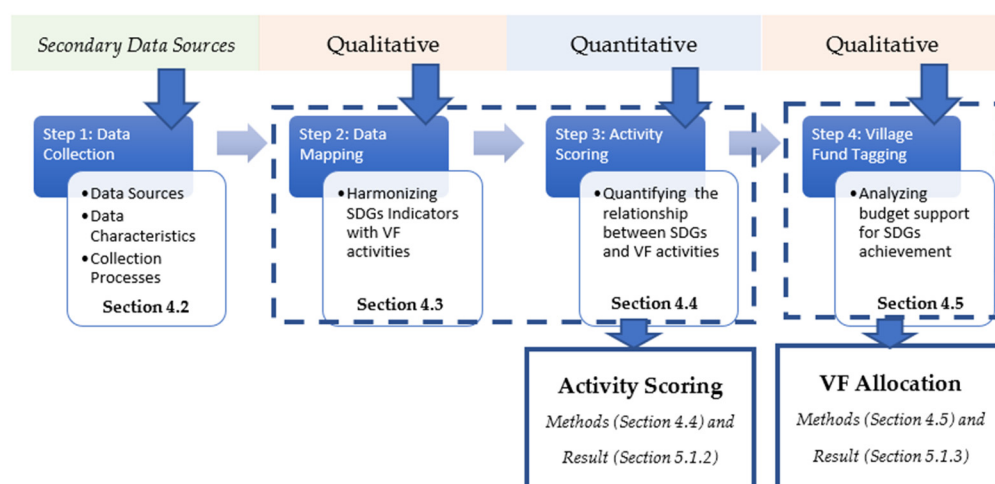 Secondary Data Sources
Qualitative
Quantitative
Qualitative
Step 1: Data
Collection
•Data Sources
•Data
Characteristics
•Collection
Processes
Section 4.2
Step 2: Data
Mapping
•Harmonizing
SDGs Indicators
with VF
activities
Section 4.3
Step 3: Activity
Scoring
•Quantifying the
relationship
between SDGs
and VF activities
Section 4.4
Step 4: Village
Fund Tagging
•Analyzing
budget support
for SDGs
achievement
Section 4.5
Activity Scoring
Methods (Section 4.4) and
Result (Section 5.1.2)
VF Allocation
Methods (Section 4.5) and
Result (Section 5.1.3)